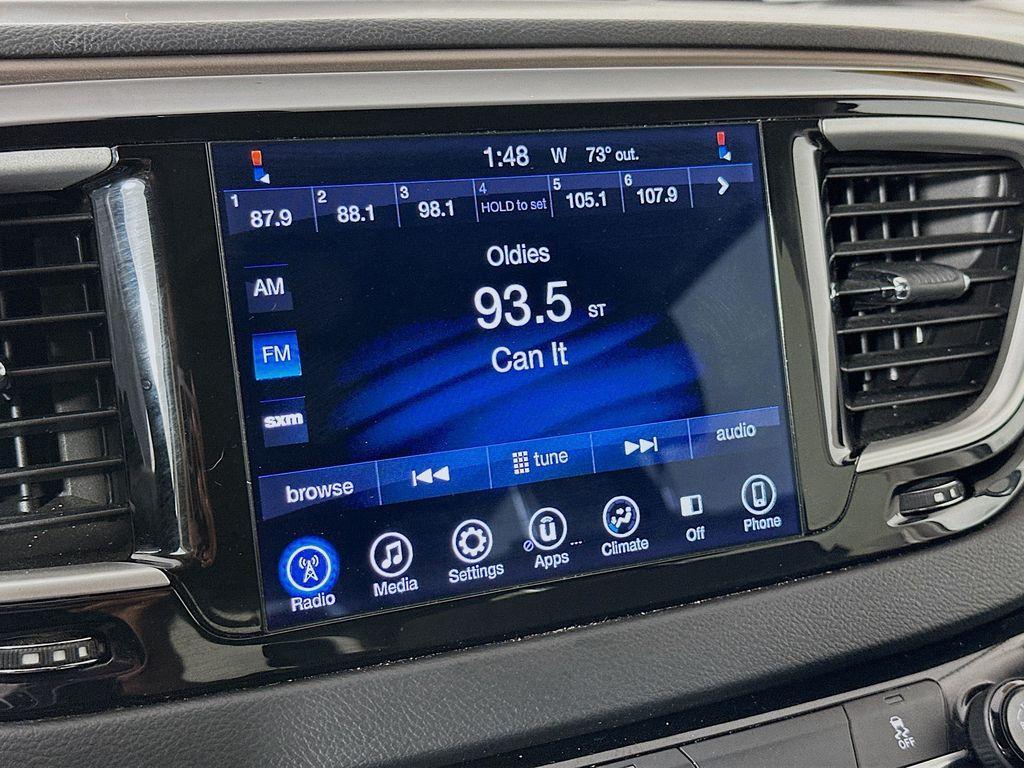 1:48 W 73° out.
1 87.9 2 88.1 3 98.1 4 HOLD to set 5 105.1 6 107.9
Oldies
AM
93.5 ST
FM
Can It
sxm
browse tune audio
Radio Media Settings Apps Climate Off Phone
OFF